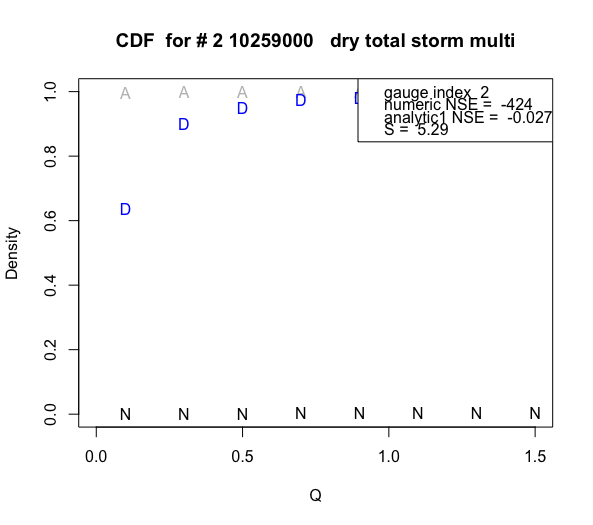 CDF  for # 2 10259000   dry total storm multi
1.0
0.8
0.6
0.4
0.2
0.0
Density
A A A A
D D D D D
gauge index  2
numeric NSE =  -424
analytic1 NSE =  -0.027
S =  5.29
N N N N N N N N
0.0 0.5 1.0 1.5
Q